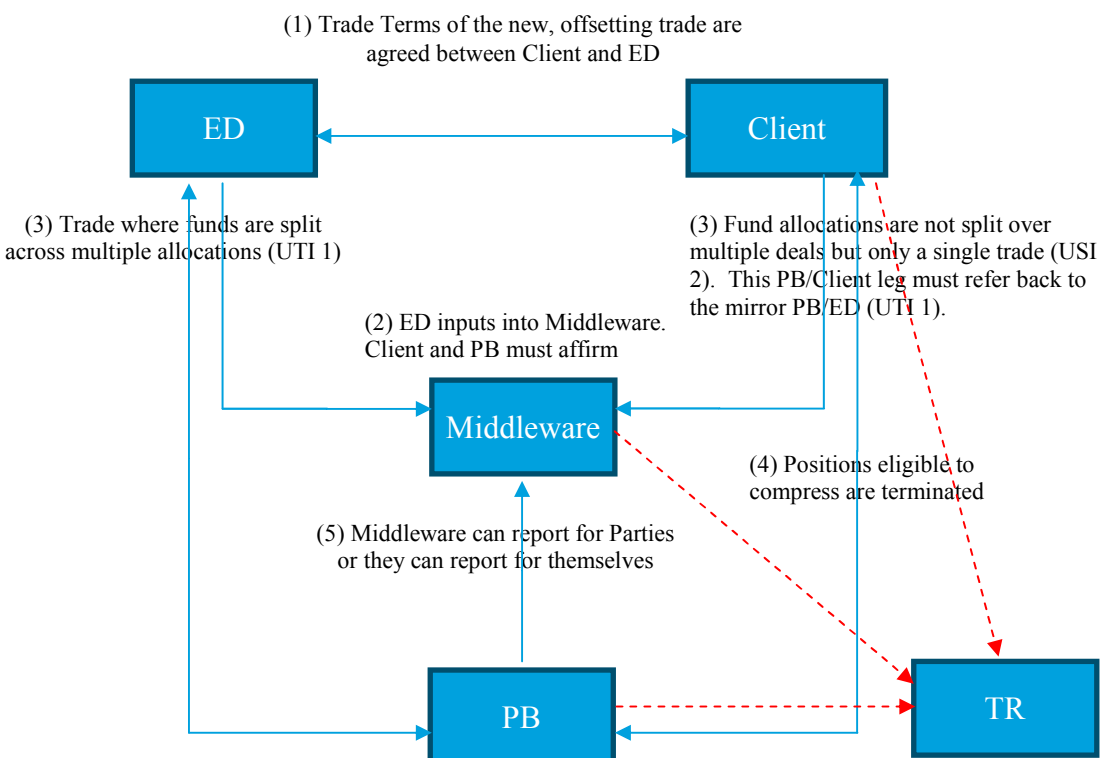 (1) Trade Terms of the new, offsetting trade are
agreed between Client and ED
ED
Client
(3) Trade where funds are split
across multiple allocations (UTI 1)
(3) Fund allocations are not split over
multiple deals but only a single trade (USI
2). This PB/Client leg must refer back to
the mirror PB/ED (UTI 1).
(2) ED inputs into Middleware.
Client and PB must affirm
Middleware
(4) Positions eligible to
compress are terminated
(5) Middleware can report for Parties
or they can report for themselves
PB
TR